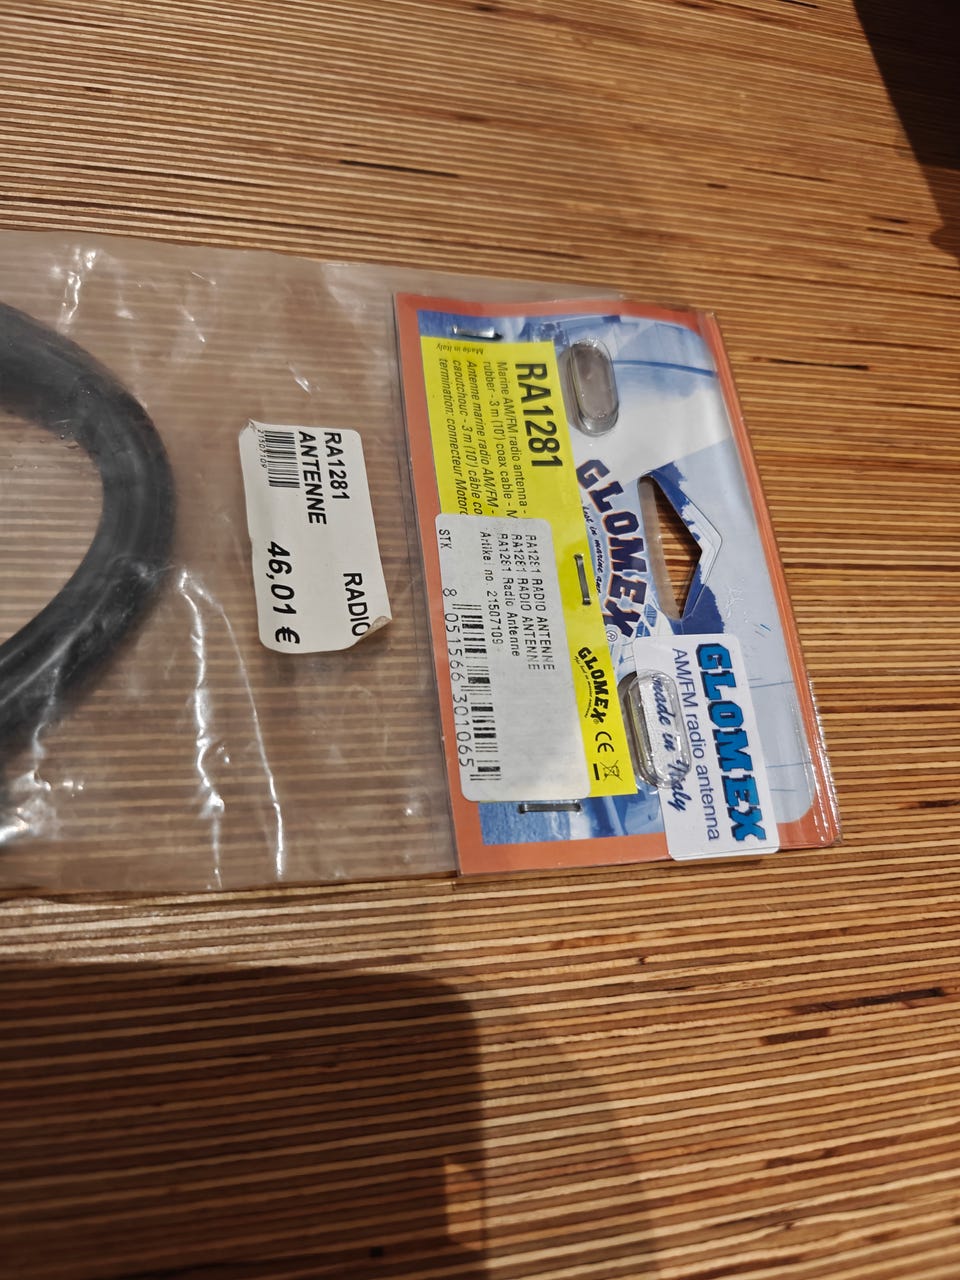 RA1281 RADIO
ANTENNE
21507109
46,01 €
Made in Italy
RA1281
Marine AM/FM radio antenna -
rubber - 3 m (10') coax cable - M
Antenne marine radio AM/FM -
caoutchouc - 3 m (10') câble co
termination: connecteur Motoro
GLOMEX®
GLOMEX®
CE
RA1281 RADIO ANTENNE
RA1281 RADIO ANTENNE
RA1281 Radio Antenne
Artikel no. 21507109
STK
8 051566 301065
GLOMEX
AM/FM radio antenna
made in Italy